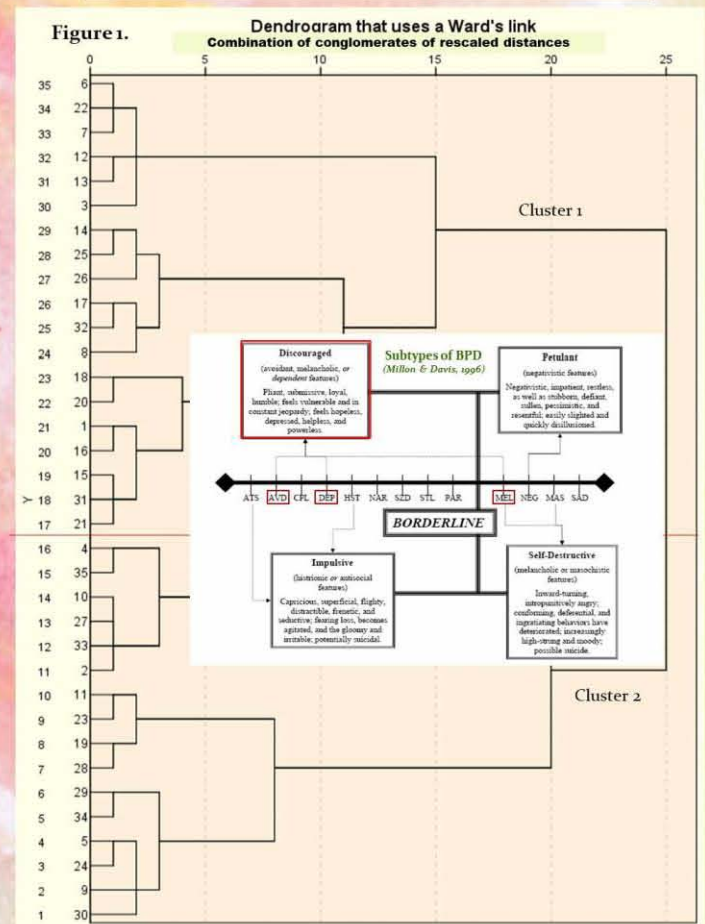 Figure 1.
Dendrogram that uses a Ward's link
Combination of conglomerates of rescaled distances
0 5 10 15 20 25
35 6
34 22
33 7
32 12
31 13
30 3
Cluster 1
29 14
28 25
27 26
26 17
25 32
24 8
23 18
22 20
21 1
20 16
19 15
Y 18 31
17 21
16 4
15 35
14 10
13 27
12 33
11 2
10 11
9 23
8 19
7 28
6 29
5 34
4 5
3 24
2 9
1 30
Cluster 2
Subtypes of BPD
(Millon & Davis, 1996)
Discouraged
(avoidant, melancholic, or
dependent features)
Pliant, submissive, loyal,
humble; feels vulnerable and in
constant jeopardy; feels hopeless,
depressed, helpless, and
powerless.
Petulant
(negativistic features)
Negativistic, impatient, restless,
as well as stubborn, defiant,
sullen, pessimistic, and
resentful; easily slighted and
quickly disillusioned.
ATS AVD CPL DEP HST NAR SZD STL PAR MEL NEG MAS SAD
BORDERLINE
Impulsive
(histrionic or antisocial
features)
Capricious, superficial, flighty,
distractible, frenetic, and
seductive; fearing loss, becomes
agitated, and the gloomy and
irritable; potentially suicidal.
Self-Destructive
(melancholic or masochistic
features)
Inward-turning,
intropunitively angry;
conforming, deferential, and
ingratiating behaviors have
deteriorated; increasingly
high-strung and moody;
possible suicide.